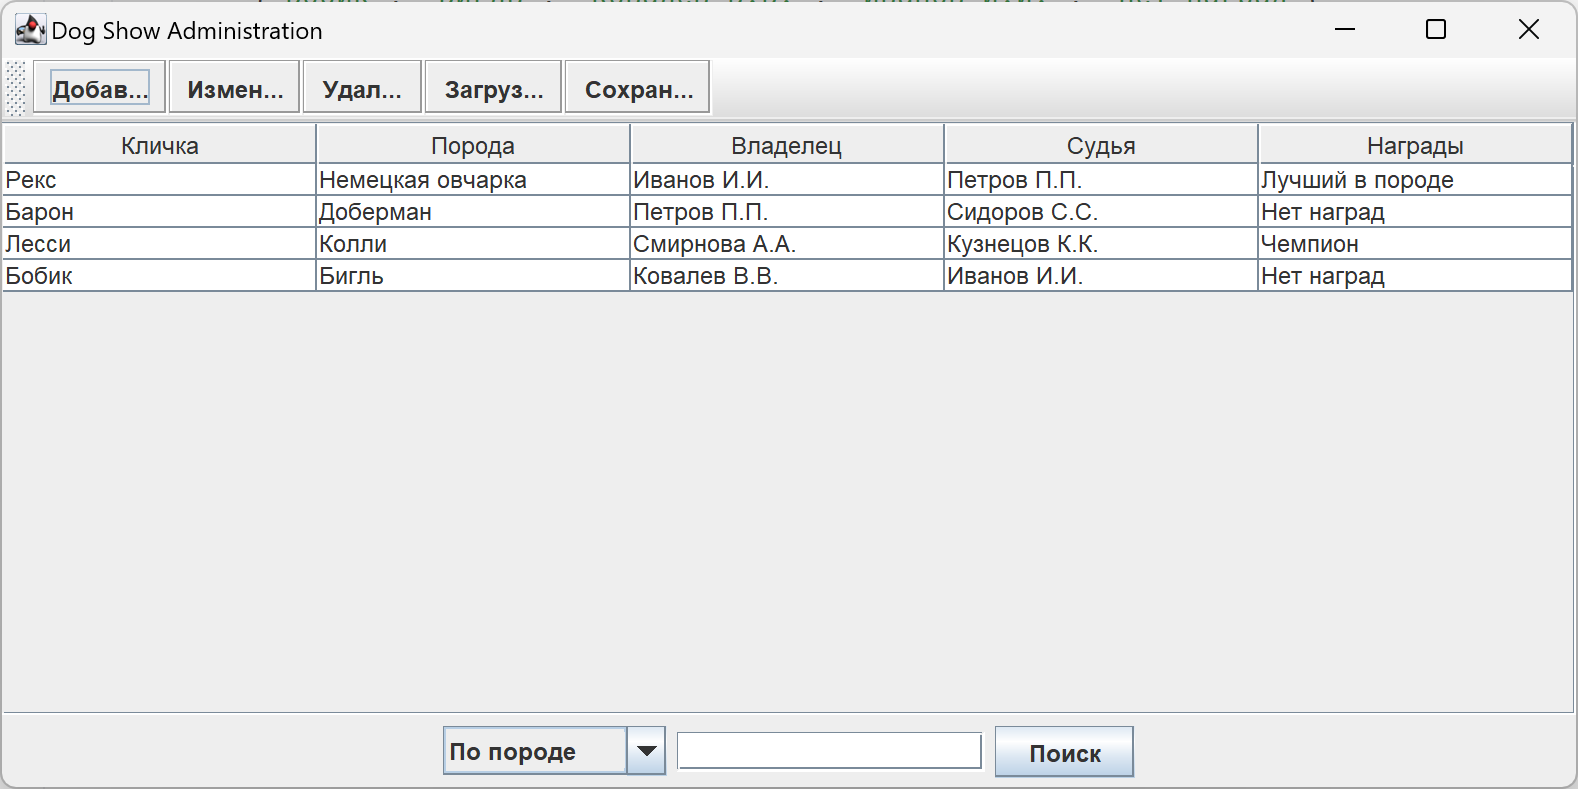 Dog Show Administration
Добав... Измен... Удал... Загруз... Сохран...
Кличка Порода Владелец Судья Награды
Рекс Немецкая овчарка Иванов И.И. Петров П.П. Лучший в породе
Барон Доберман Петров П.П. Сидоров С.С. Нет наград
Лесси Колли Смирнова А.А. Кузнецов К.К. Чемпион
Бобик Бигль Ковалев В.В. Иванов И.И. Нет наград
По породе Поиск